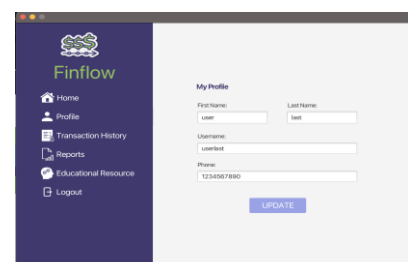 $$$
Finflow
Home
Profile
Transaction History
Reports
Educational Resource
Logout
My Profile
First Name: Last Name:
user last
Username:
userlast
Phone:
1234567890
UPDATE